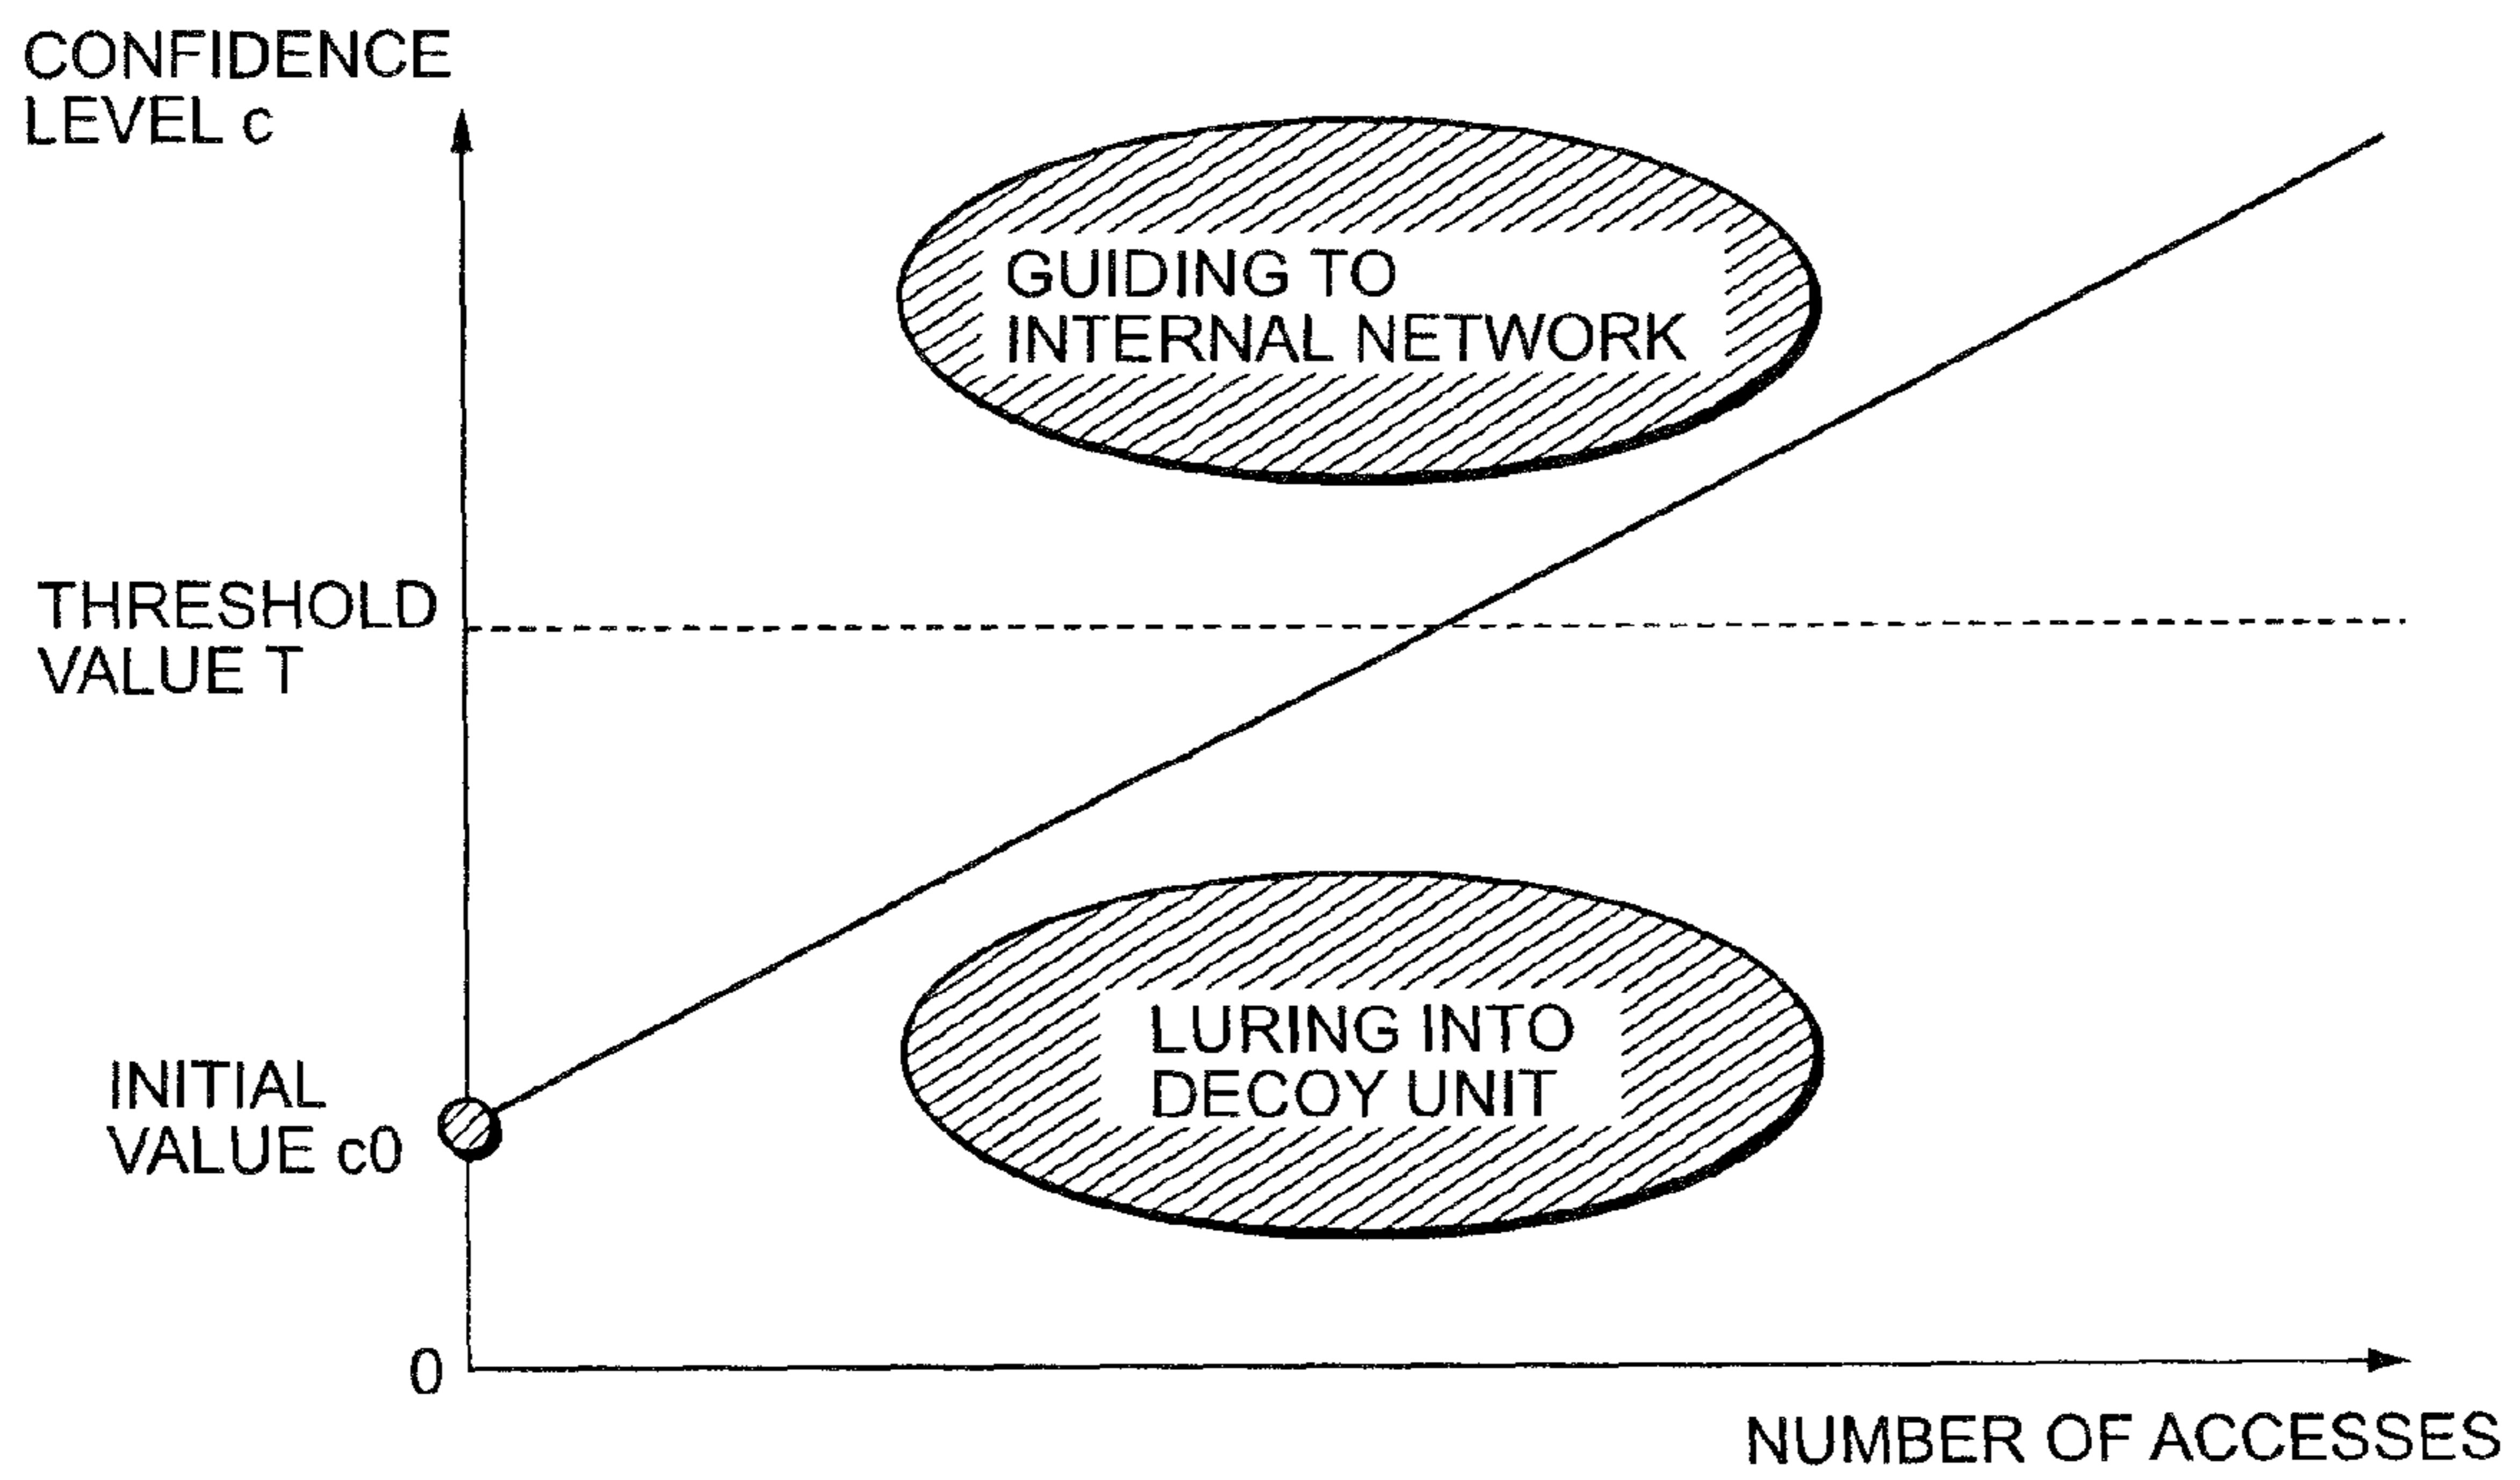 CONFIDENCE
LEVEL c
GUIDING TO
INTERNAL NETWORK
THRESHOLD
VALUE T
LURING INTO
DECOY UNIT
INITIAL
VALUE c0
0
NUMBER OF ACCESSES